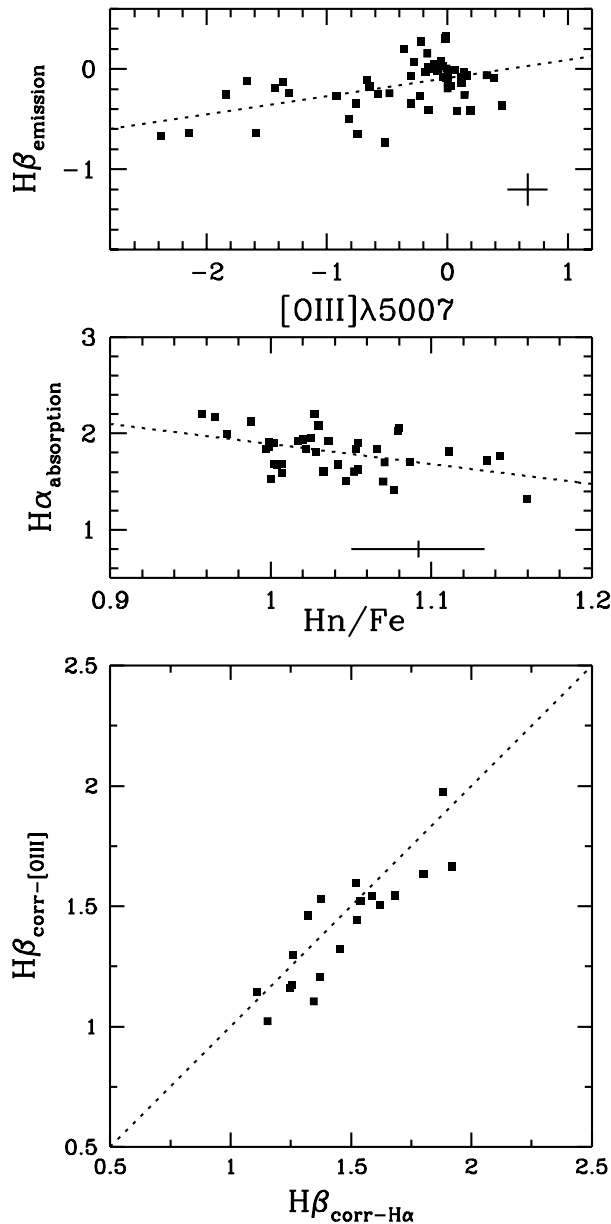 0
−1
Hβemission
−2 −1 0 1
[OIII]λ5007
3
2
1
Hαabsorption
0.9 1 1.1 1.2
Hn/Fe
2.5
2
1.5
1
0.5
Hβcorr−[OIII]
0.5 1 1.5 2 2.5
Hβcorr−Hα